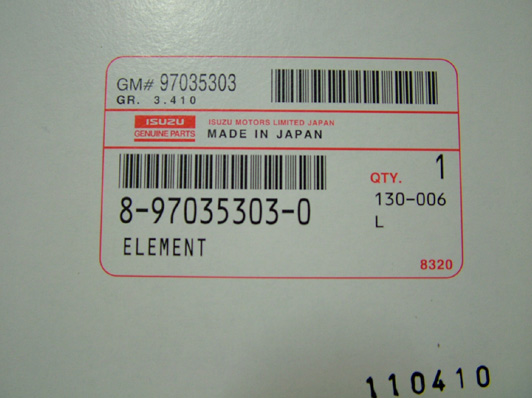 GM# 97035303
GR. 3.410
ISUZU
GENUINE PARTS
ISUZU MOTORS LIMITED JAPAN
MADE IN JAPAN
QTY. 1
8-97035303-0
130-006
L
ELEMENT
8320
110410